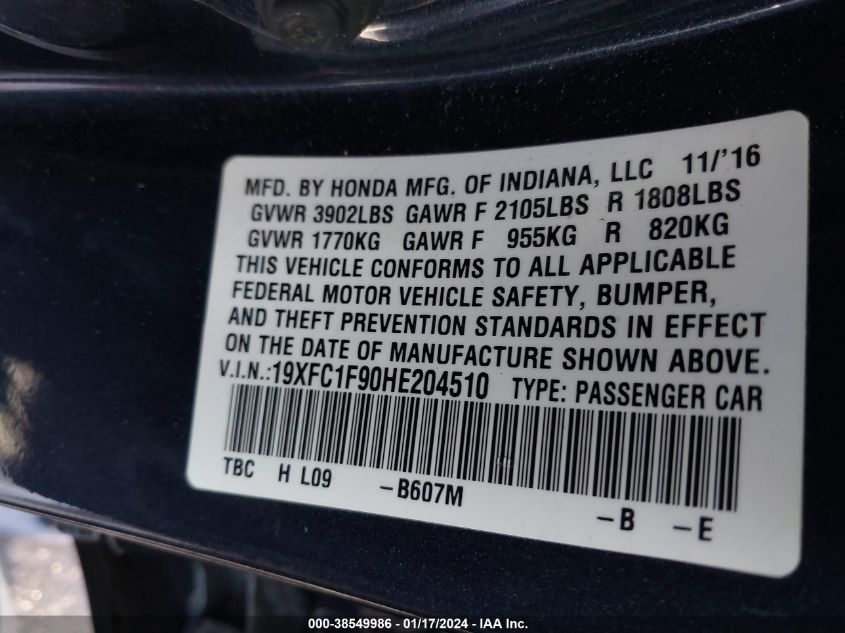 MFD. BY HONDA MFG. OF INDIANA, LLC 11/'16
GVWR 3902LBS GAWR F 2105LBS R 1808LBS
GVWR 1770KG GAWR F 955KG R 820KG
THIS VEHICLE CONFORMS TO ALL APPLICABLE
FEDERAL MOTOR VEHICLE SAFETY, BUMPER,
AND THEFT PREVENTION STANDARDS IN EFFECT
ON THE DATE OF MANUFACTURE SHOWN ABOVE.
V.I.N.:19XFC1F90HE204510 TYPE: PASSENGER CAR
TBC H L09 -B607M -B -E
000-38549986 - 01/17/2024 - IAA Inc.